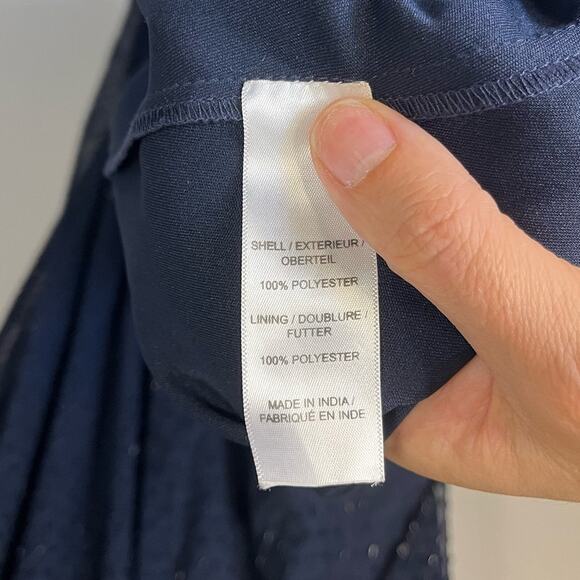 SHELL / EXTERIEUR /
OBERTEIL
100% POLYESTER
LINING / DOUBLURE /
FUTTER
100% POLYESTER
MADE IN INDIA /
FABRIQUÉ EN INDE